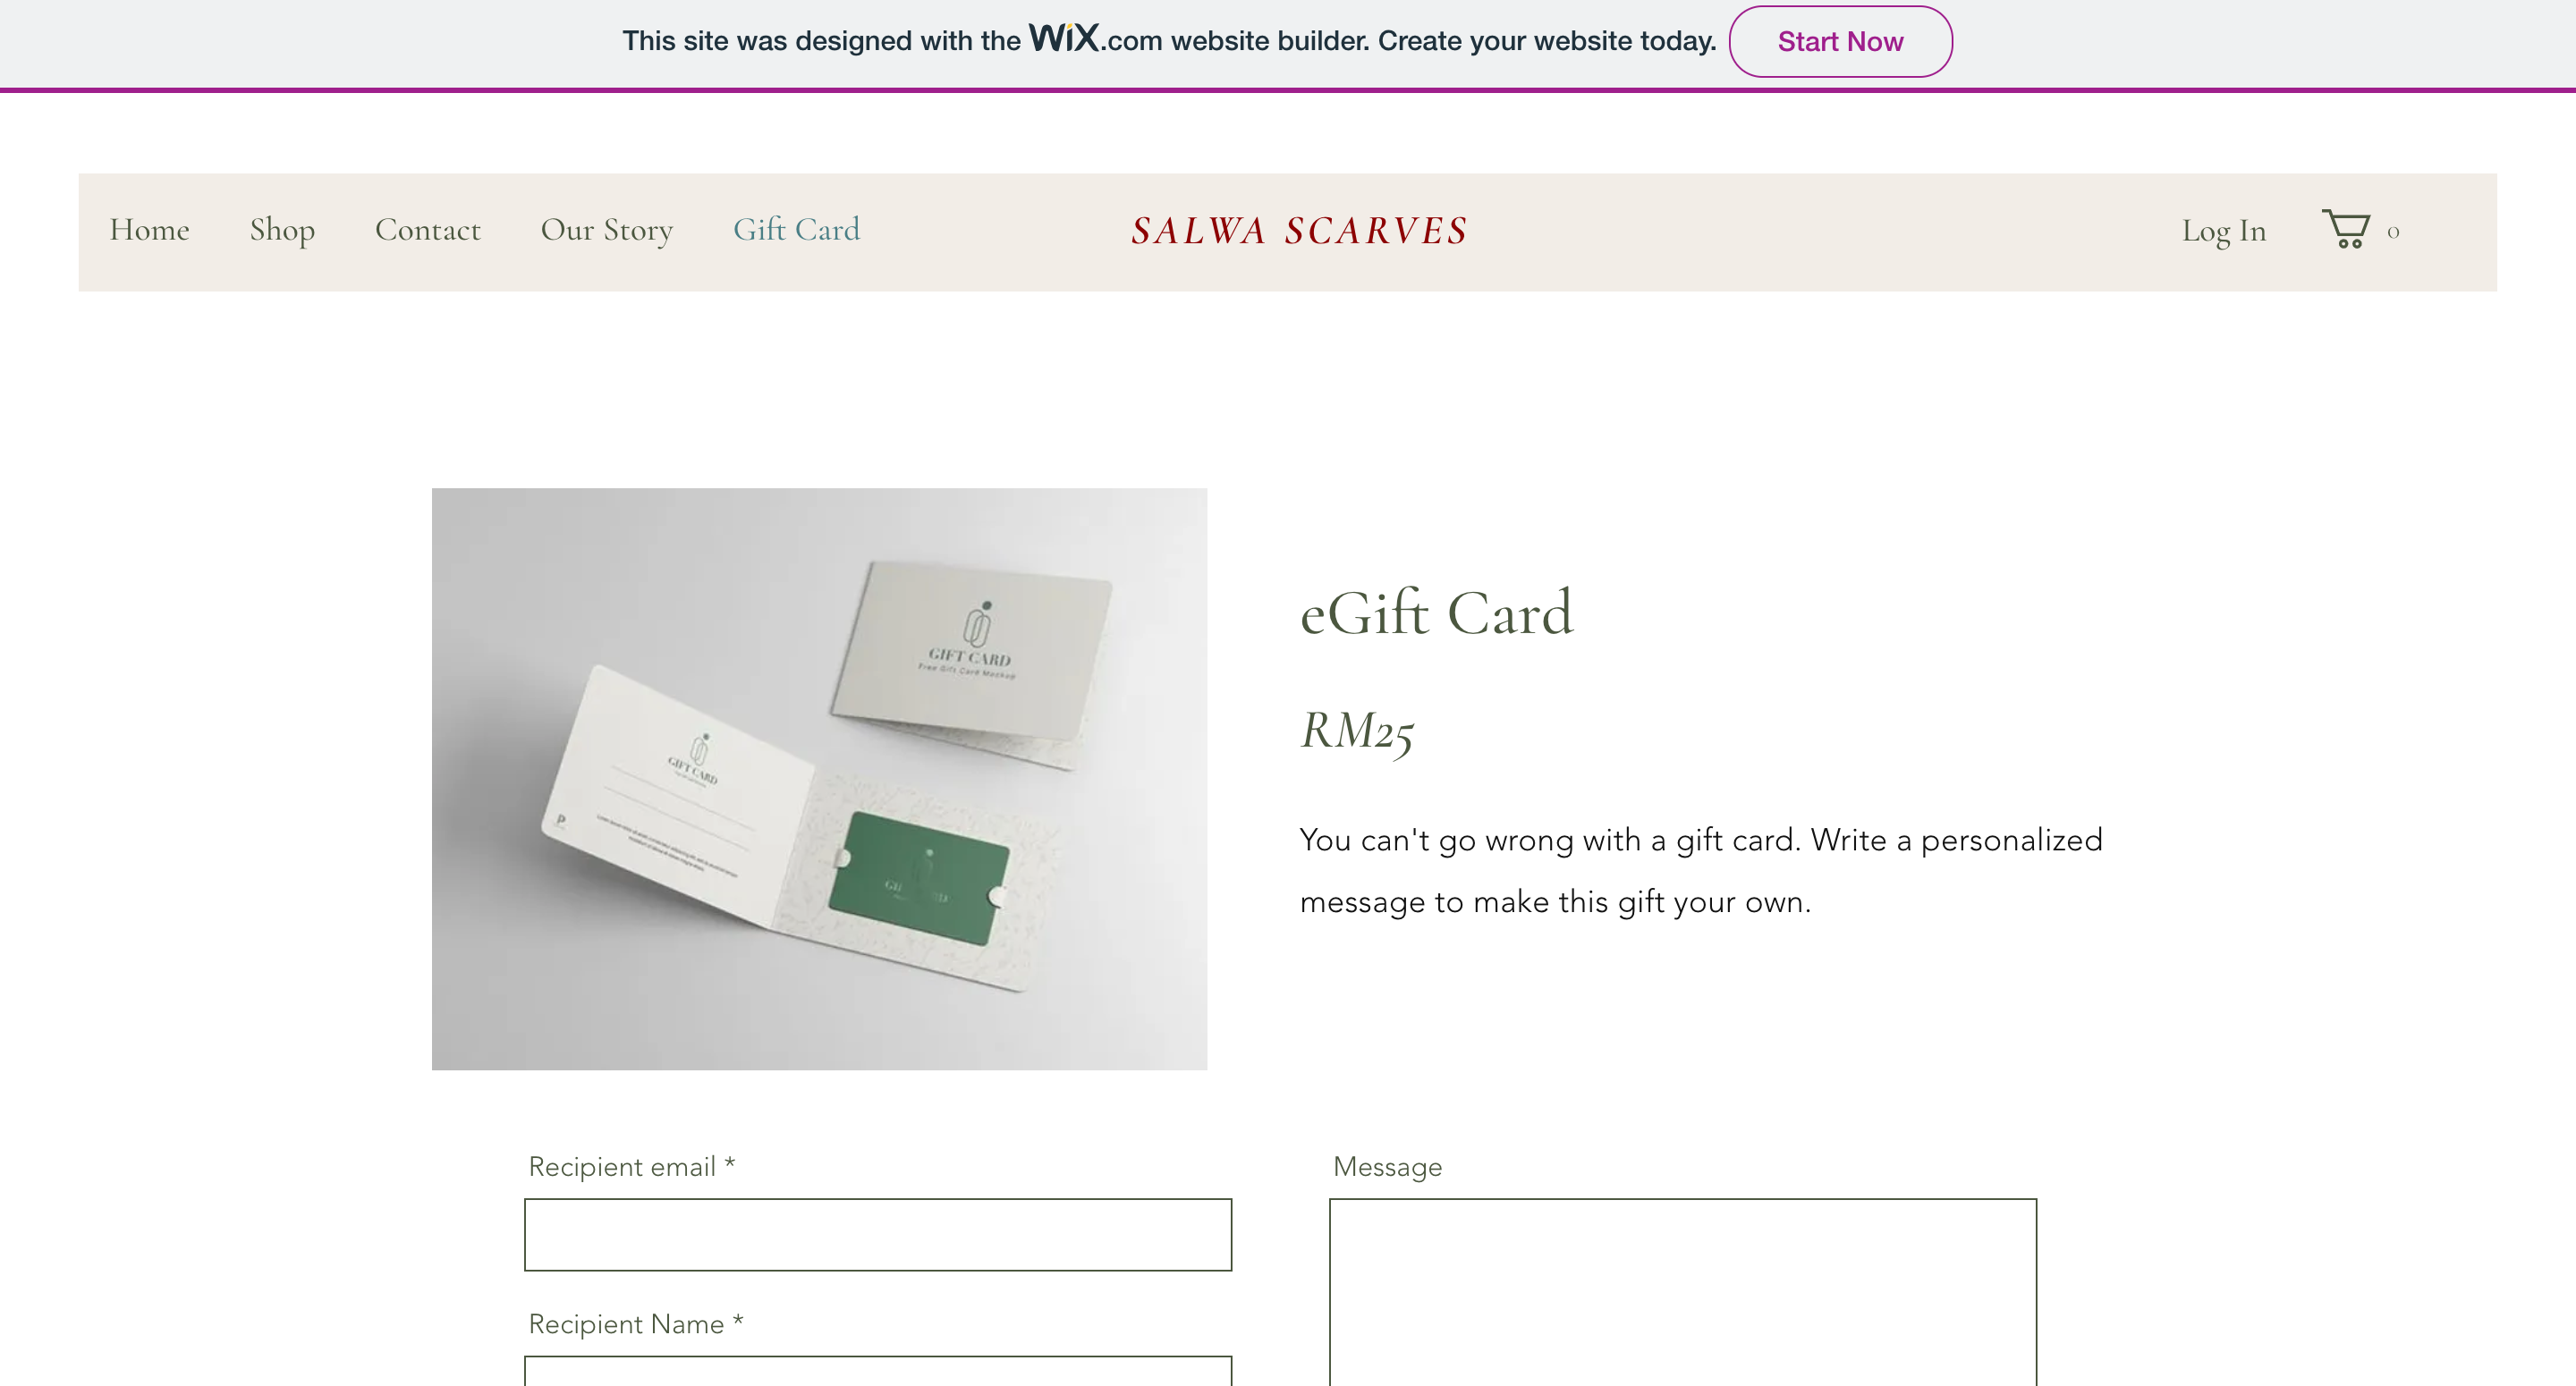 This site was designed with the WiX.com website builder. Create your website today. Start Now
Home Shop Contact Our Story Gift Card SALWA SCARVES Log In 0
GIFT CARD
Free Gift Card Mockup
GIFT CARD
eGift Card
RM25
You can't go wrong with a gift card. Write a personalized
message to make this gift your own.
Recipient email *
Message
Recipient Name *